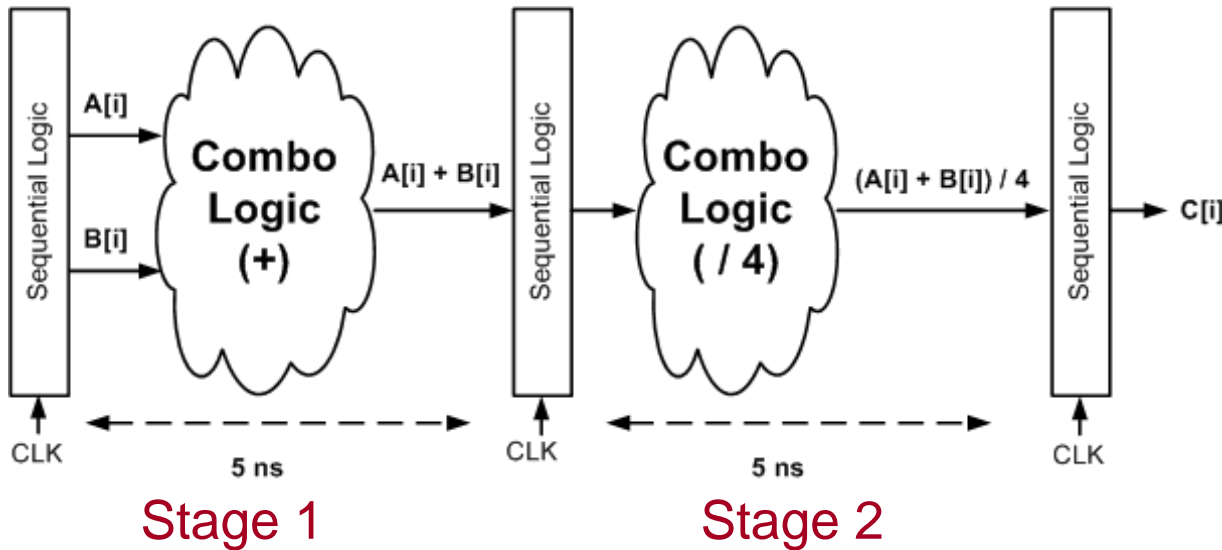 Sequential Logic
A[i]
B[i]
Combo
Logic
(+)
A[i] + B[i]
Sequential Logic
Combo
Logic
( / 4)
(A[i] + B[i]) / 4
Sequential Logic
C[i]
CLK
5 ns
CLK
5 ns
CLK
Stage 1
Stage 2